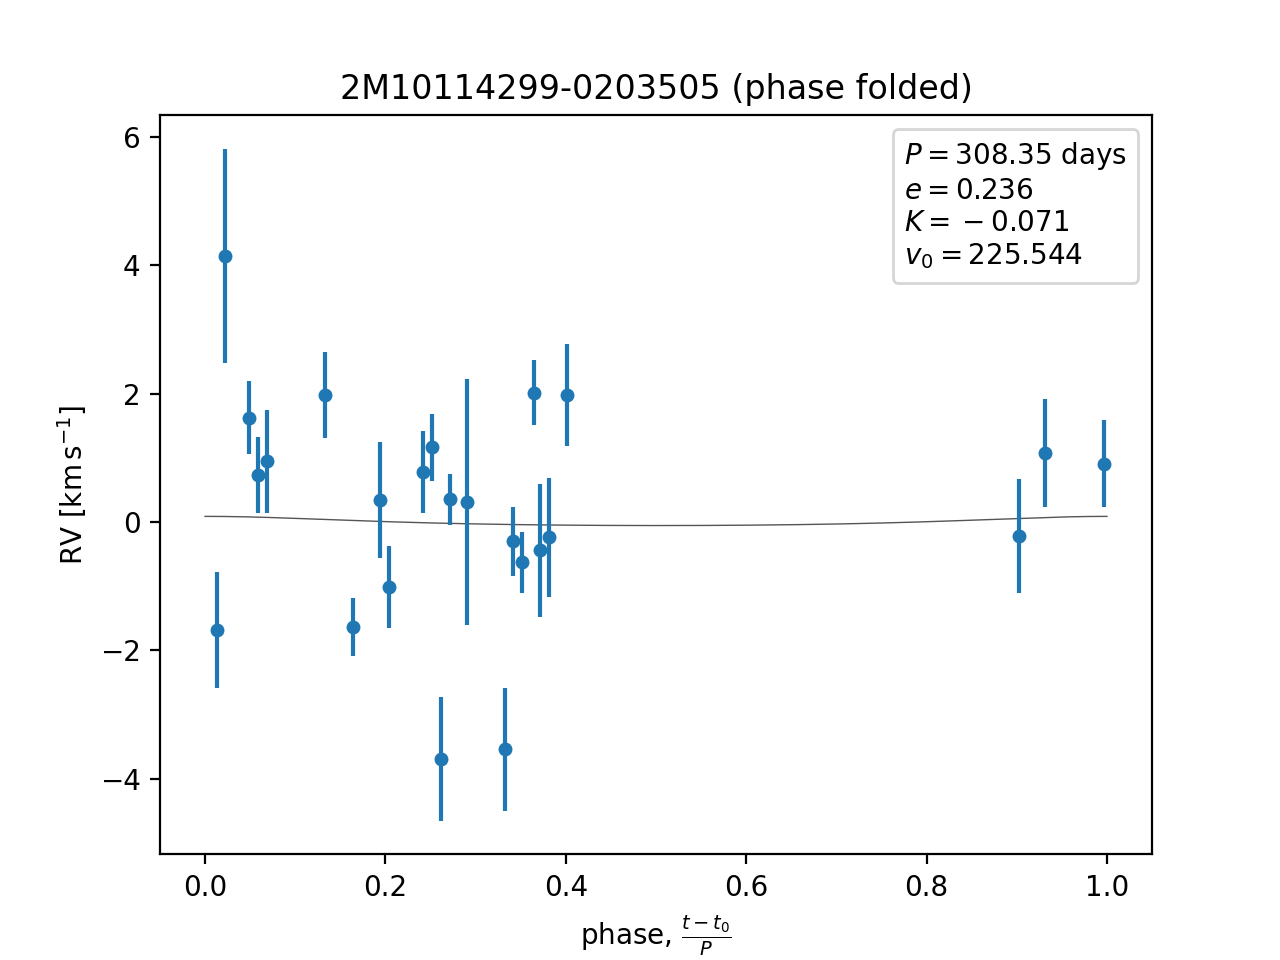 2M10114299-0203505 (phase folded)
P = 308.35 days
e = 0.236
K = −0.071
v₀ = 225.544
RV [km s⁻¹]
6
4
2
0
−2
−4
0.0 0.2 0.4 0.6 0.8 1.0
phase, (t − t₀)/P